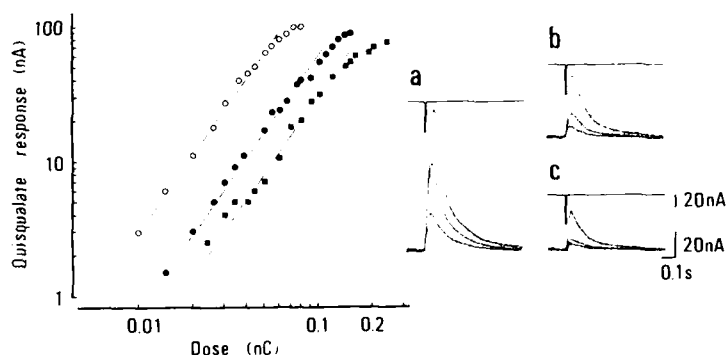 Quisqualate response (nA)
100
10
1
0.01
0.1
0.2
Dose (nC)
a
b
c
20nA
20nA
0.1s